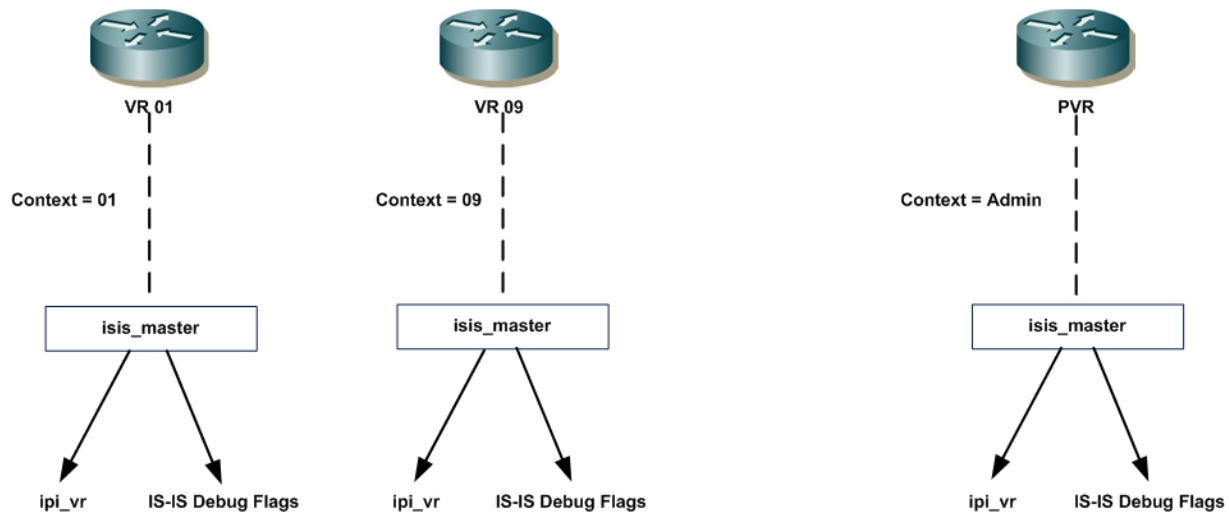 VR 01
VR 09
PVR
Context = 01
Context = 09
Context = Admin
isis_master
isis_master
isis_master
ipi_vr
IS-IS Debug Flags
ipi_vr
IS-IS Debug Flags
ipi_vr
IS-IS Debug Flags